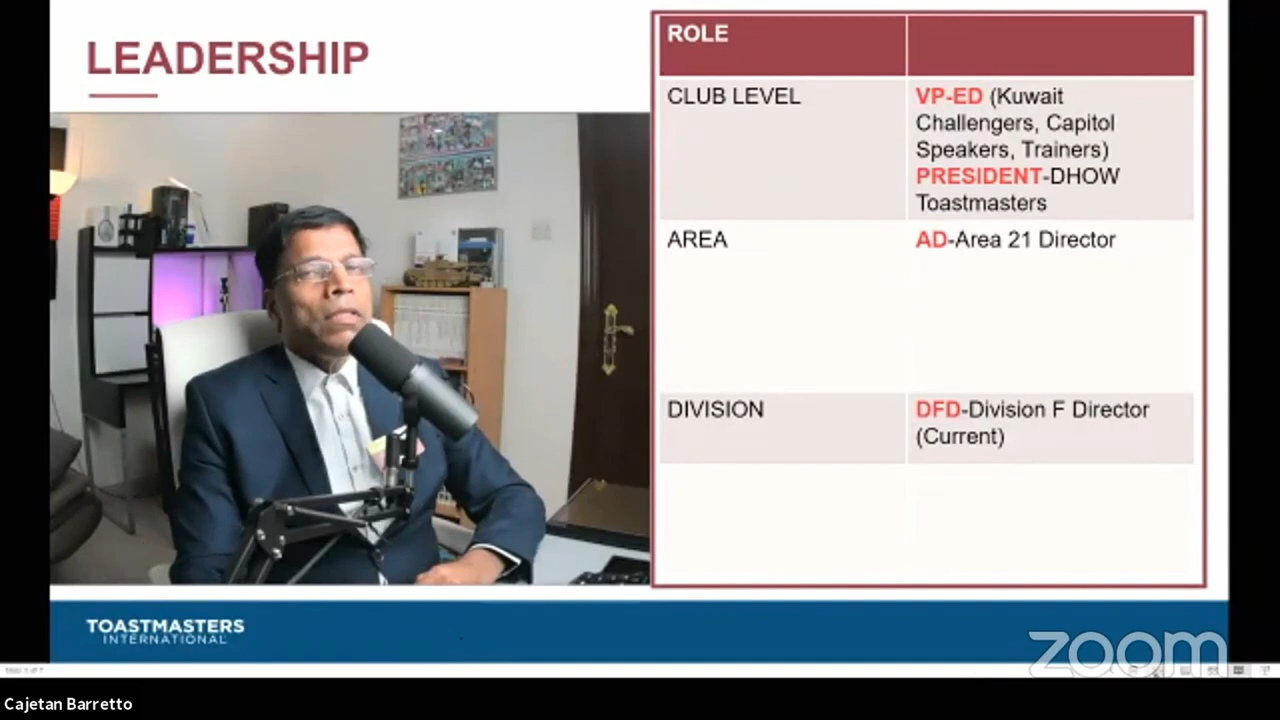 LEADERSHIP
ROLE
CLUB LEVEL
VP-ED (Kuwait
Challengers, Capitol
Speakers, Trainers)
PRESIDENT-DHOW
Toastmasters
AREA
AD-Area 21 Director
DIVISION
DFD-Division F Director
(Current)
TOASTMASTERS
INTERNATIONAL
zoom
Cajetan Barretto